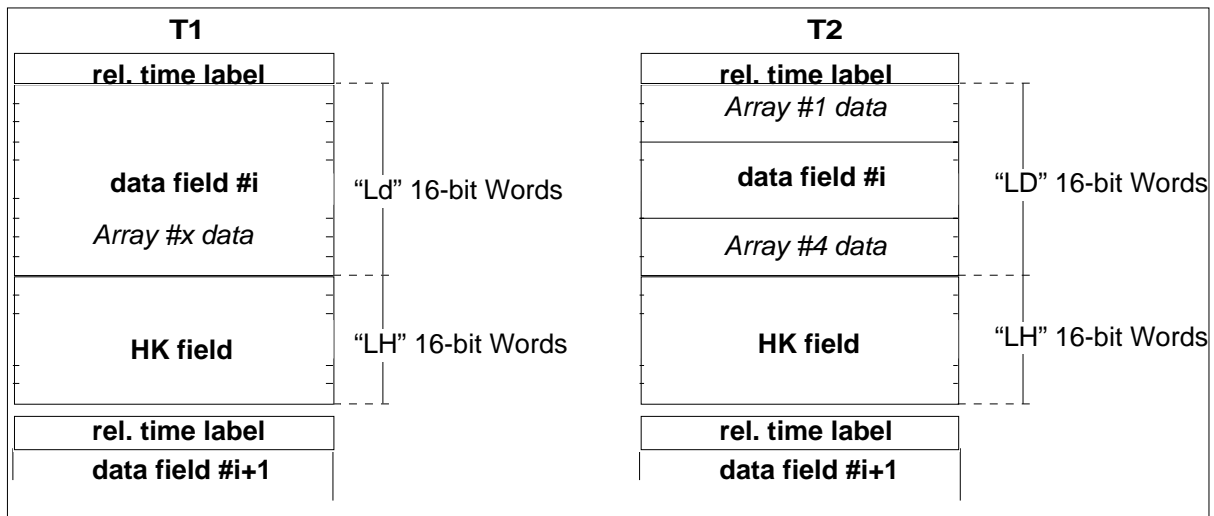 T1
rel. time label
data field #i
Array #x data
“Ld” 16-bit Words
HK field
“LH” 16-bit Words
rel. time label
data field #i+1
T2
rel. time label
Array #1 data
data field #i
Array #4 data
“LD” 16-bit Words
HK field
“LH” 16-bit Words
rel. time label
data field #i+1